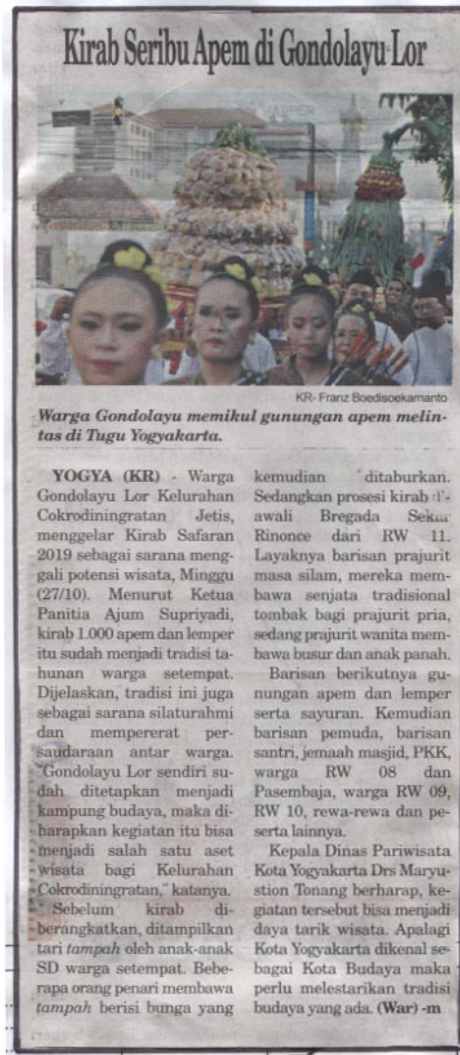 Kirab Seribu Apem di Gondolayu Lor
KR- Franz Boedisoekarnanto
Warga Gondolayu memikul gunungan apem melin-
tas di Tugu Yogyakarta.
YOGYA (KR) - Warga
Gondolayu Lor Kelurahan
Cokrodiningratan Jetis,
menggelar Kirab Safaran
2019 sebagai sarana meng-
gali potensi wisata, Minggu
(27/10). Menurut Ketua
Panitia Ajum Supriyadi,
kirab 1.000 apem dan lemper
itu sudah menjadi tradisi ta-
hunan warga setempat.
Dijelaskan, tradisi ini juga
sebagai sarana silaturahmi
dan mempererat per-
saudaraan antar warga.
"Gondolayu Lor sendiri su-
dah ditetapkan menjadi
kampung budaya, maka di-
harapkan kegiatan itu bisa
menjadi salah satu aset
wisata bagi Kelurahan
Cokrodiningratan," katanya.
Sebelum kirab di-
berangkatkan, ditampilkan
tari tampah oleh anak-anak
SD warga setempat. Bebe-
rapa orang penari membawa
tampah berisi bunga yang
kemudian ditaburkan.
Sedangkan prosesi kirab di-
awali Bregada Sekar
Rinonce dari RW 11.
Layaknya barisan prajurit
masa silam, mereka mem-
bawa senjata tradisional
tombak bagi prajurit pria,
sedang prajurit wanita mem-
bawa busur dan anak panah.
Barisan berikutnya gu-
nungan apem dan lemper
serta sayuran. Kemudian
barisan pemuda, barisan
santri, jemaah masjid, PKK,
warga RW 08 dan
Pasembaja, warga RW 09,
RW 10, rewa-rewa dan pe-
serta lainnya.
Kepala Dinas Pariwisata
Kota Yogyakarta Drs Maryu-
stion Tonang berharap, ke-
giatan tersebut bisa menjadi
daya tarik wisata. Apalagi
Kota Yogyakarta dikenal se-
bagai Kota Budaya maka
perlu melestarikan tradisi
budaya yang ada. (War) -m